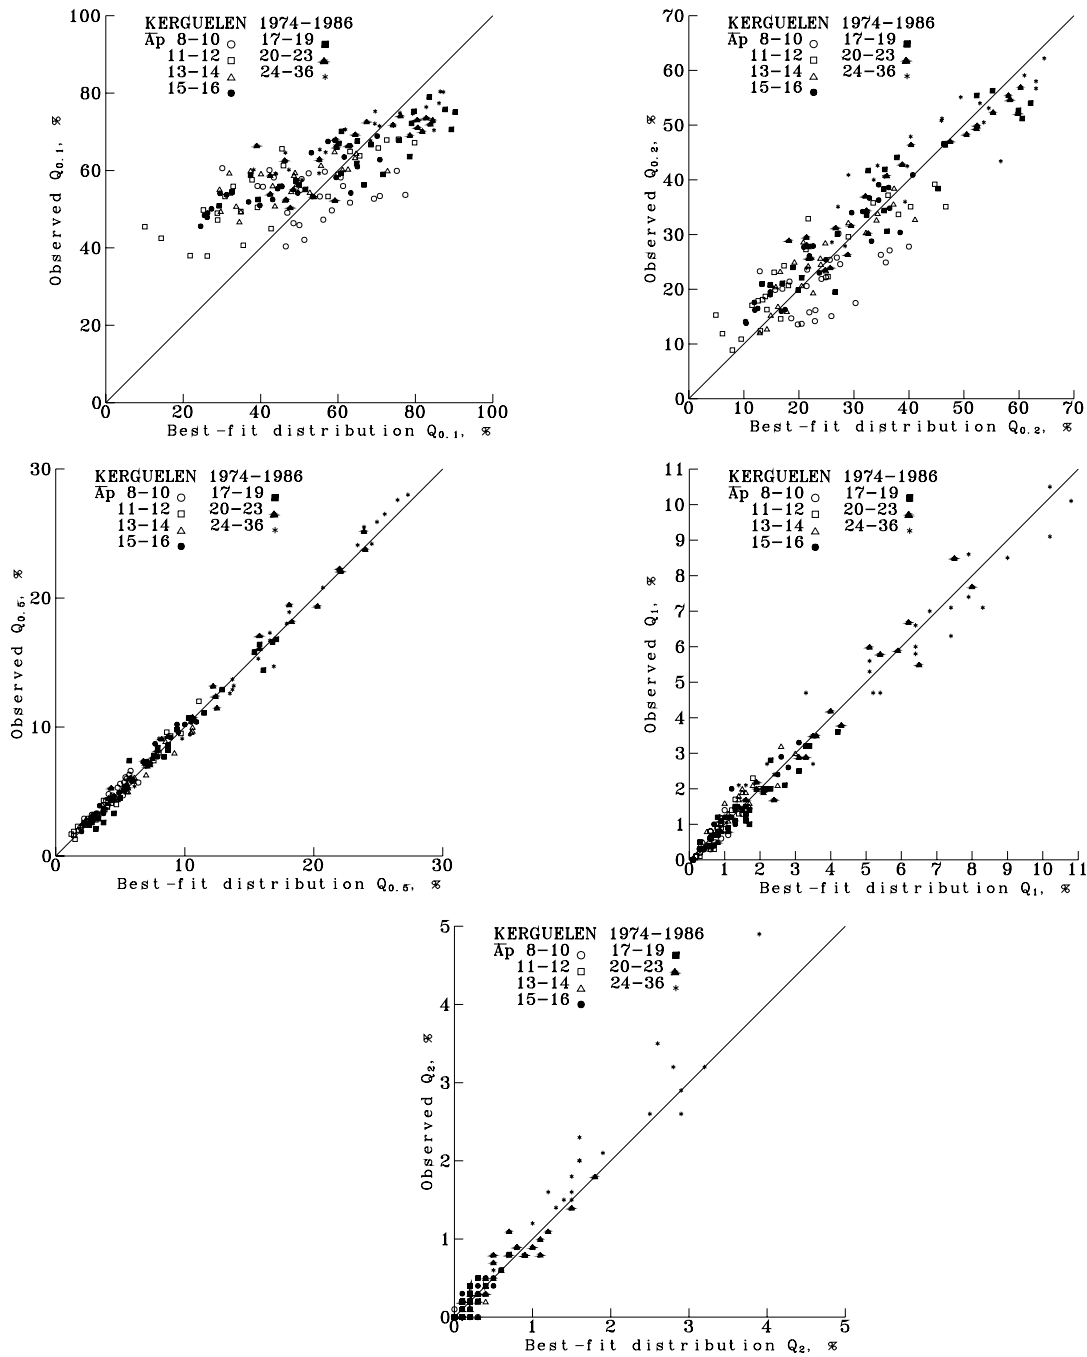 KERGUELEN 1974-1986
A̅p 8-10 17-19
11-12 20-23
13-14 24-36
15-16
Observed Q0.1, %
100
80
60
40
20
0
0 20 40 60 80 100
Best-fit distribution Q0.1, %
KERGUELEN 1974-1986
A̅p 8-10 17-19
11-12 20-23
13-14 24-36
15-16
Observed Q0.2, %
70
60
50
40
30
20
10
0
0 10 20 30 40 50 60 70
Best-fit distribution Q0.2, %
KERGUELEN 1974-1986
A̅p 8-10 17-19
11-12 20-23
13-14 24-36
15-16
Observed Q0.5, %
30
20
10
0
0 10 20 30
Best-fit distribution Q0.5, %
KERGUELEN 1974-1986
A̅p 8-10 17-19
11-12 20-23
13-14 24-36
15-16
Observed Q1, %
11
10
9
8
7
6
5
4
3
2
1
0
0 1 2 3 4 5 6 7 8 9 10 11
Best-fit distribution Q1, %
KERGUELEN 1974-1986
A̅p 8-10 17-19
11-12 20-23
13-14 24-36
15-16
Observed Q2, %
5
4
3
2
1
0
0 1 2 3 4 5
Best-fit distribution Q2, %